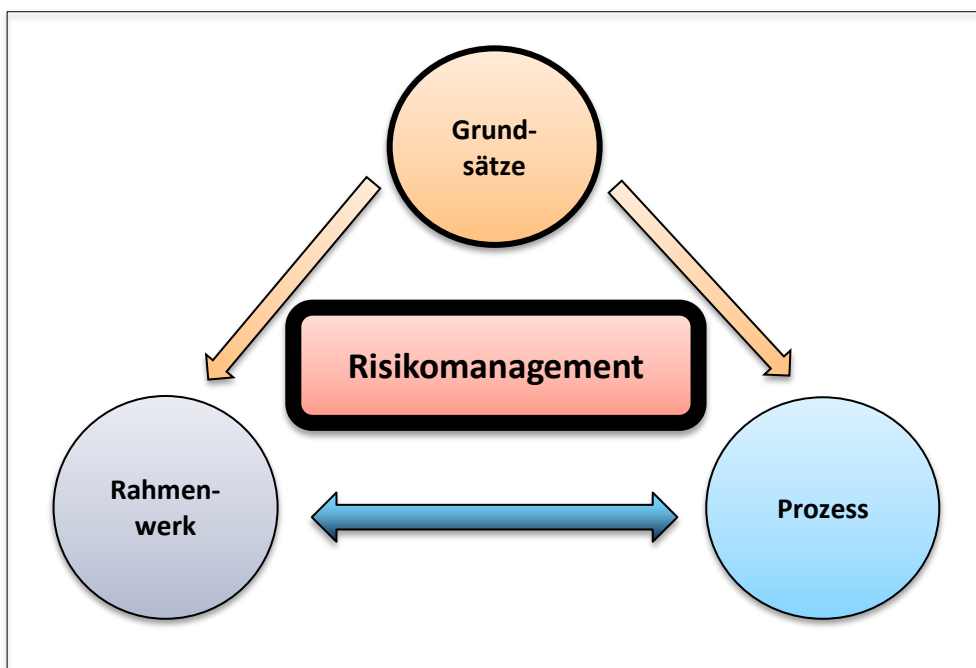 Grund-
sätze
Risikomanagement
Rahmen-
werk
Prozess